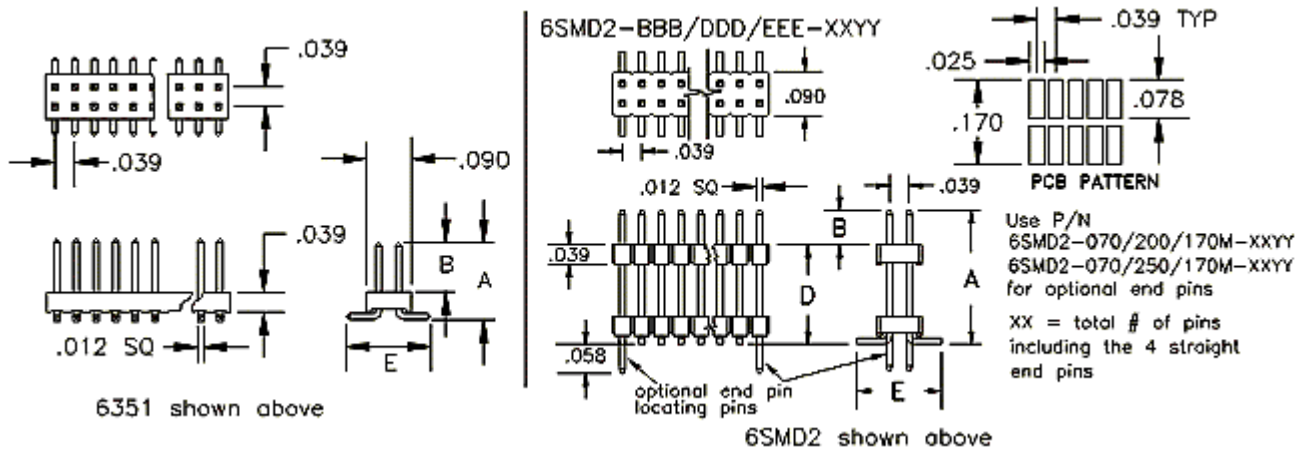 .039
.039
.090
.039
B
A
.012 SQ
E
6351 shown above
6SMD2-BBB/DDD/EEE-XXYY
.090
.039
.012 SQ
.039
B
.039
D
A
.058
optional end pin
locating pins
E
6SMD2 shown above
.039 TYP
.025
.078
.170
PCB PATTERN
Use P/N
6SMD2-070/200/170M-XXYY
6SMD2-070/250/170M-XXYY
for optional end pins
XX = total # of pins
including the 4 straight
end pins